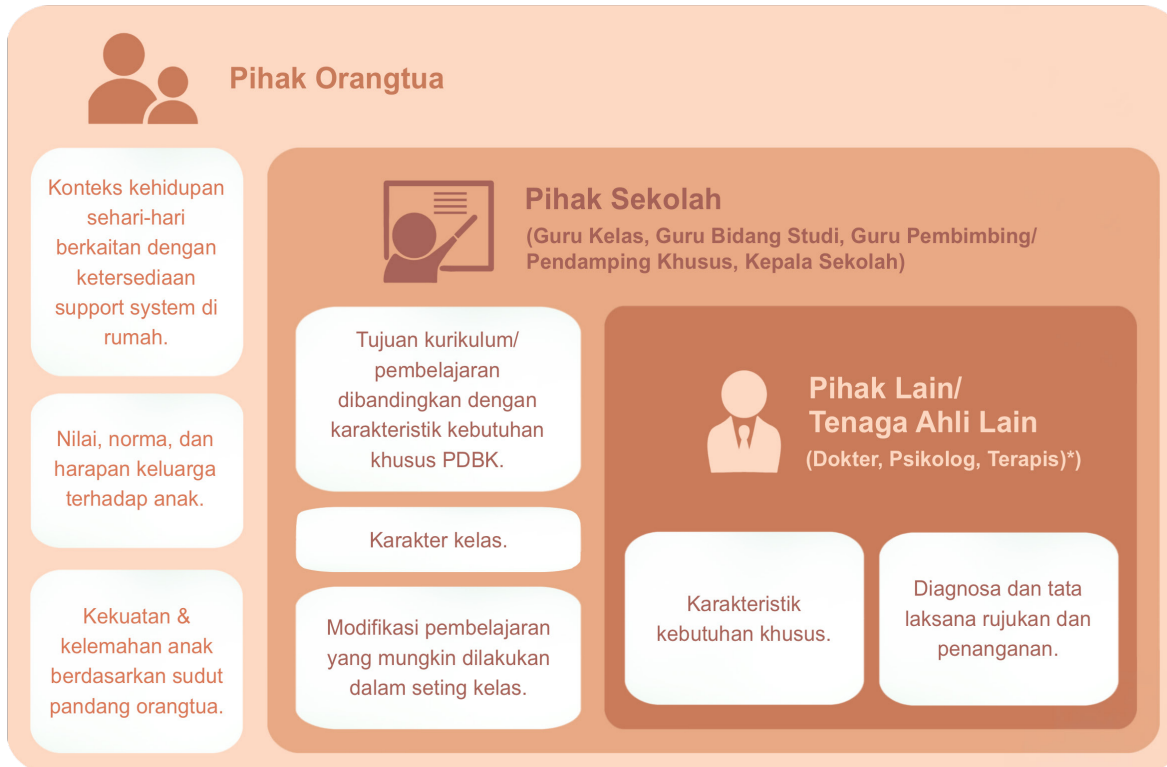 Pihak Orangtua
Konteks kehidupan
sehari-hari
berkaitan dengan
ketersediaan
support system di
rumah.
Nilai, norma, dan
harapan keluarga
terhadap anak.
Kekuatan &
kelemahan anak
berdasarkan sudut
pandang orangtua.
Pihak Sekolah
(Guru Kelas, Guru Bidang Studi, Guru Pembimbing/
Pendamping Khusus, Kepala Sekolah)
Tujuan kurikulum/
pembelajaran
dibandingkan dengan
karakteristik kebutuhan
khusus PDBK.
Karakter kelas.
Modifikasi pembelajaran
yang mungkin dilakukan
dalam seting kelas.
Pihak Lain/
Tenaga Ahli Lain
(Dokter, Psikolog, Terapis)*)
Karakteristik
kebutuhan khusus.
Diagnosa dan tata
laksana rujukan dan
penanganan.